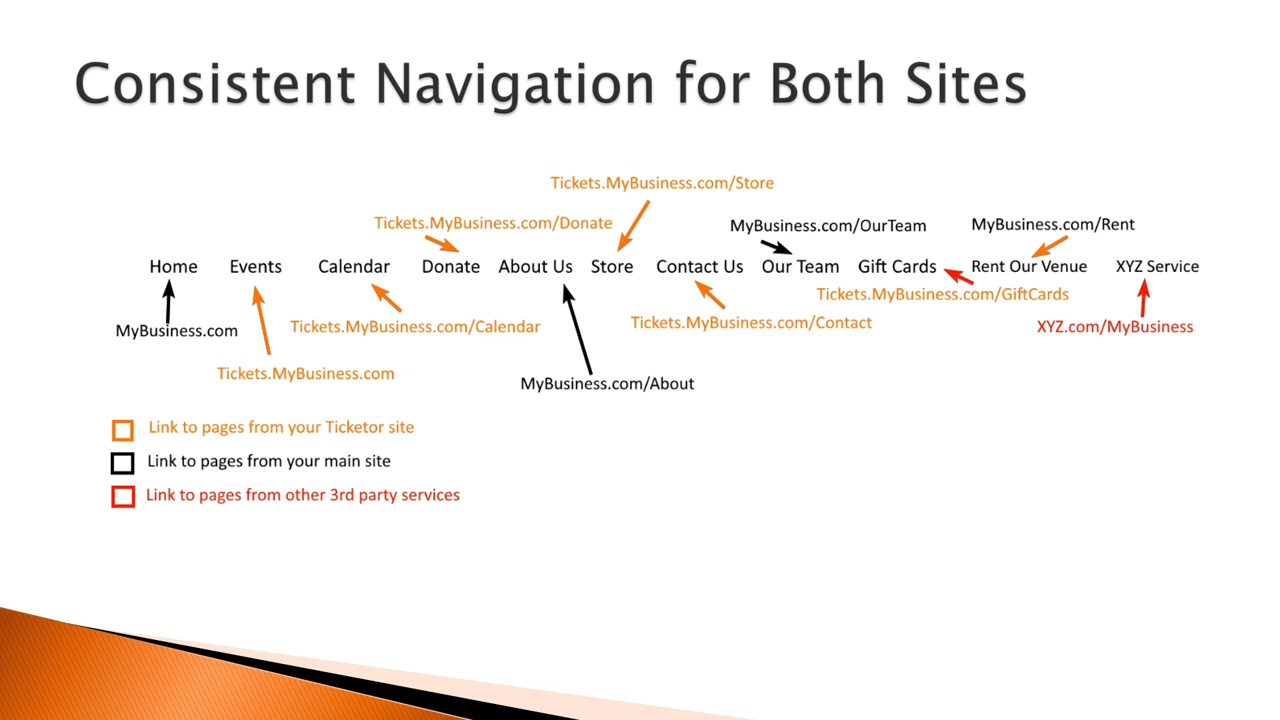 Consistent Navigation for Both Sites
Tickets.MyBusiness.com/Store
Tickets.MyBusiness.com/Donate
MyBusiness.com/OurTeam
MyBusiness.com/Rent
Home Events Calendar Donate About Us Store Contact Us Our Team Gift Cards Rent Our Venue XYZ Service
Tickets.MyBusiness.com/GiftCards
MyBusiness.com
Tickets.MyBusiness.com/Calendar
Tickets.MyBusiness.com/Contact
XYZ.com/MyBusiness
Tickets.MyBusiness.com
MyBusiness.com/About
Link to pages from your Ticketor site
Link to pages from your main site
Link to pages from other 3rd party services